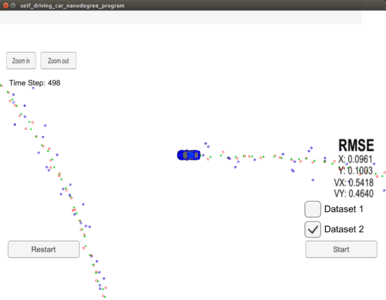 self_driving_car_nanodegree_program
Zoom in
Zoom out
Time Step: 498
RMSE
X: 0.0961
Y: 0.1003
VX: 0.5418
VY: 0.4640
Dataset 1
Dataset 2
Restart
Start